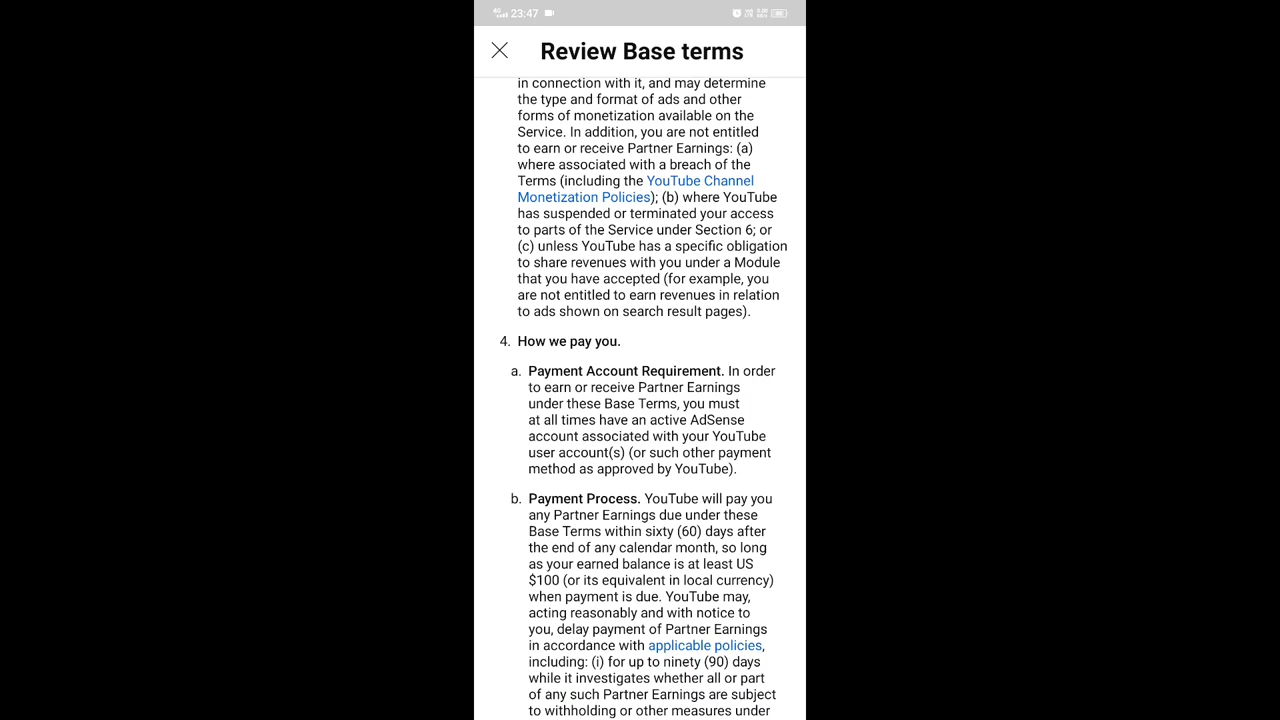 4G 23:47
Review Base terms
in connection with it, and may determine
the type and format of ads and other
forms of monetization available on the
Service. In addition, you are not entitled
to earn or receive Partner Earnings: (a)
where associated with a breach of the
Terms (including the YouTube Channel
Monetization Policies); (b) where YouTube
has suspended or terminated your access
to parts of the Service under Section 6; or
(c) unless YouTube has a specific obligation
to share revenues with you under a Module
that you have accepted (for example, you
are not entitled to earn revenues in relation
to ads shown on search result pages).
4. How we pay you.
a. Payment Account Requirement. In order
to earn or receive Partner Earnings
under these Base Terms, you must
at all times have an active AdSense
account associated with your YouTube
user account(s) (or such other payment
method as approved by YouTube).
b. Payment Process. YouTube will pay you
any Partner Earnings due under these
Base Terms within sixty (60) days after
the end of any calendar month, so long
as your earned balance is at least US
$100 (or its equivalent in local currency)
when payment is due. YouTube may,
acting reasonably and with notice to
you, delay payment of Partner Earnings
in accordance with applicable policies,
including: (i) for up to ninety (90) days
while it investigates whether all or part
of any such Partner Earnings are subject
to withholding or other measures under